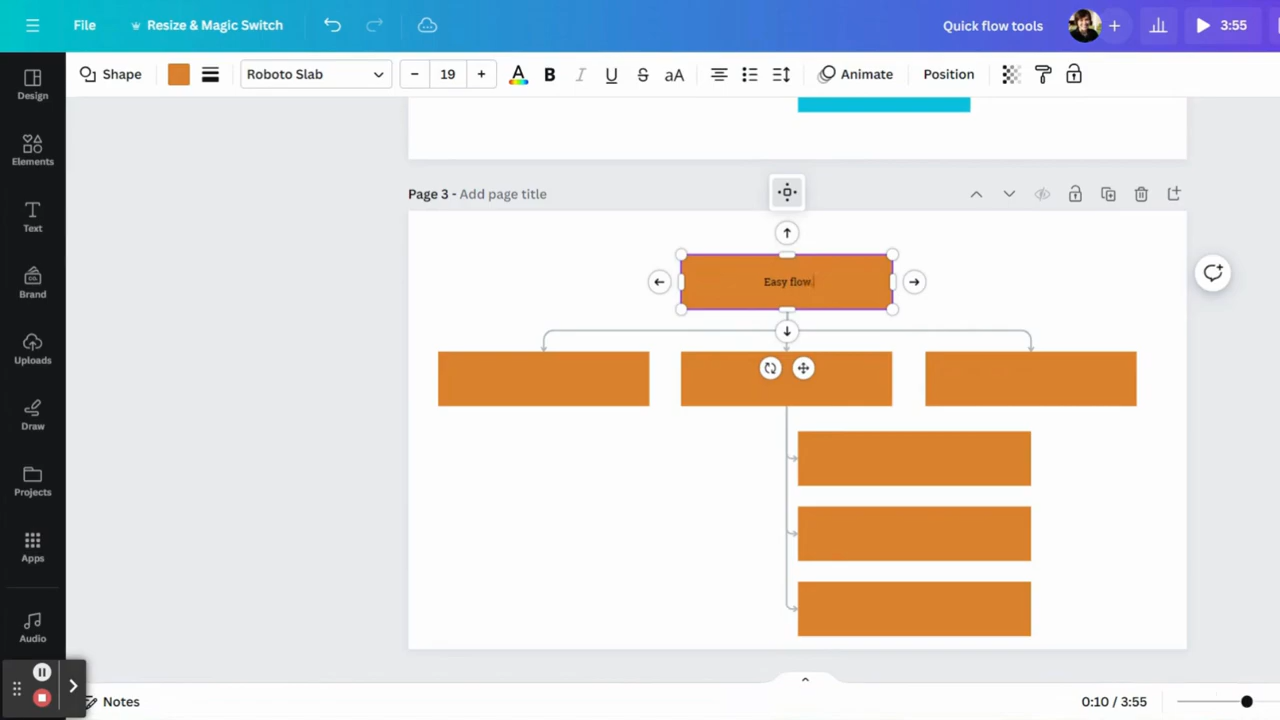 File
Resize & Magic Switch
Quick flow tools
+
3:55
Shape
Roboto Slab
− 19 +
A B I U S aA
Animate
Position
Design
Elements
Text
Brand
Uploads
Draw
Projects
Apps
Audio
Page 3 - Add page title
Easy flow
Notes
0:10 / 3:55